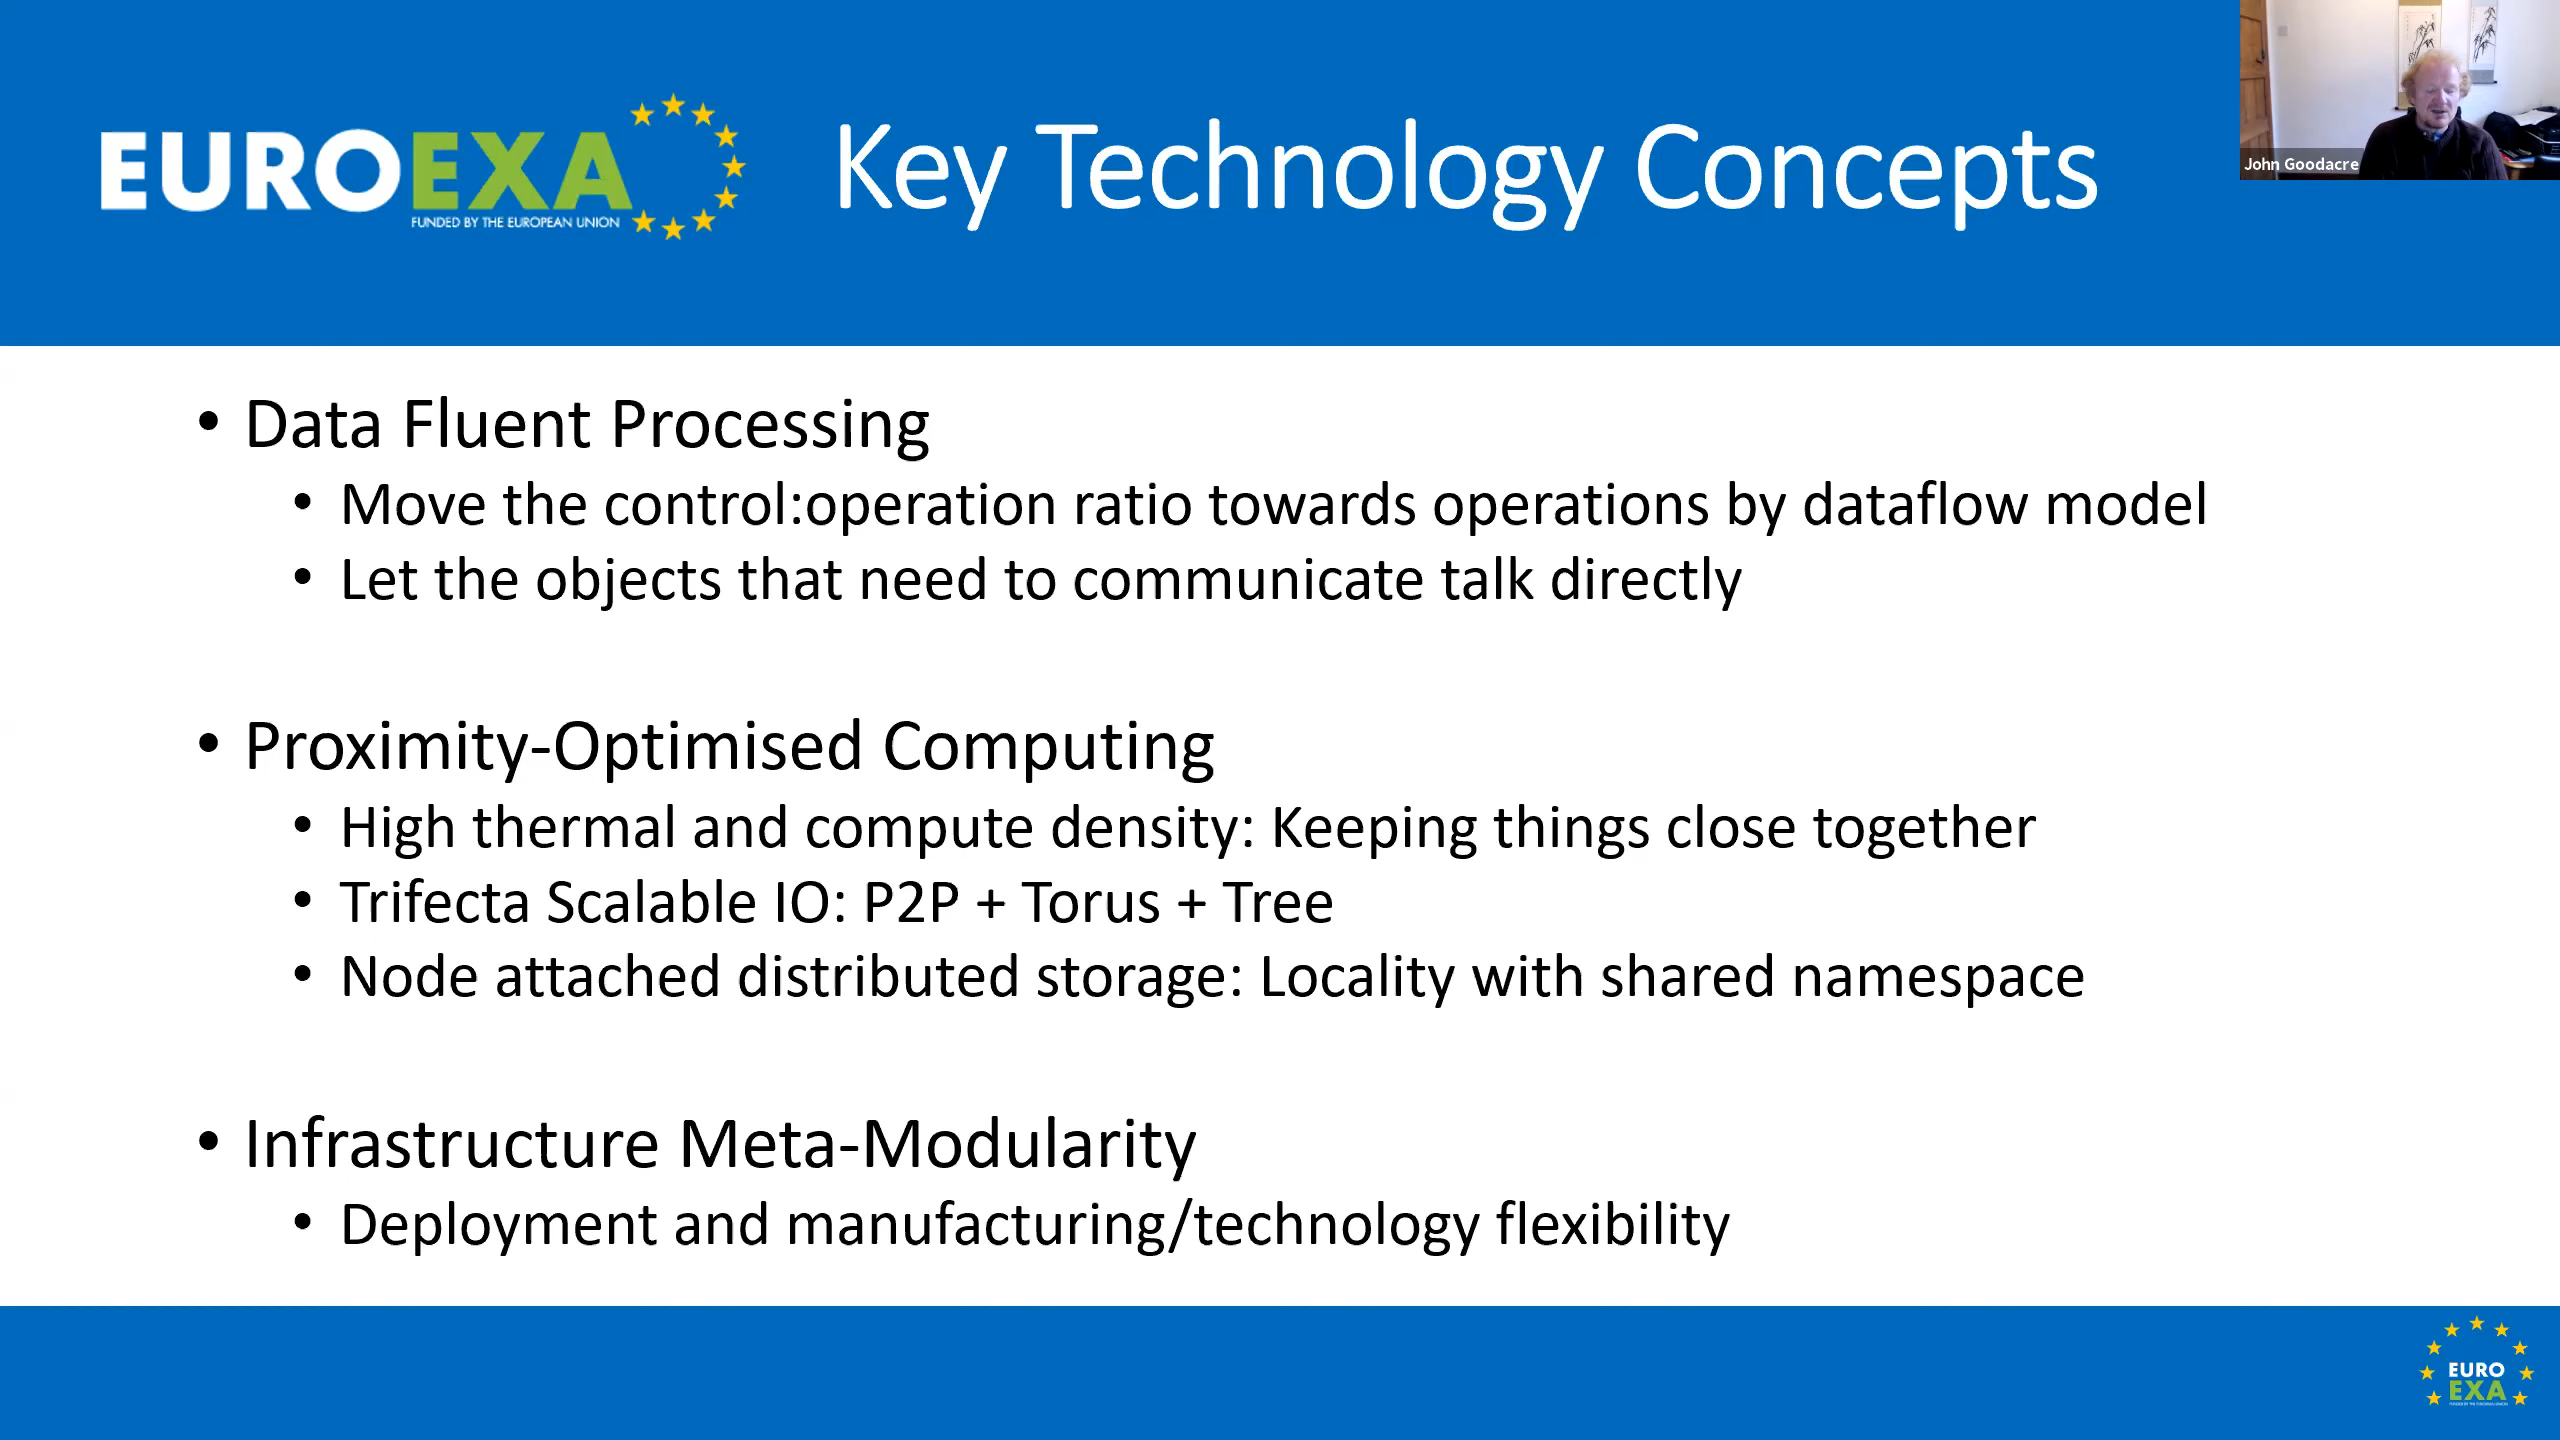 EUROEXA
FUNDED BY THE EUROPEAN UNION
Key Technology Concepts
John Goodacre
• Data Fluent Processing
• Move the control:operation ratio towards operations by dataflow model
• Let the objects that need to communicate talk directly
• Proximity-Optimised Computing
• High thermal and compute density: Keeping things close together
• Trifecta Scalable IO: P2P + Torus + Tree
• Node attached distributed storage: Locality with shared namespace
• Infrastructure Meta-Modularity
• Deployment and manufacturing/technology flexibility
EURO
EXA